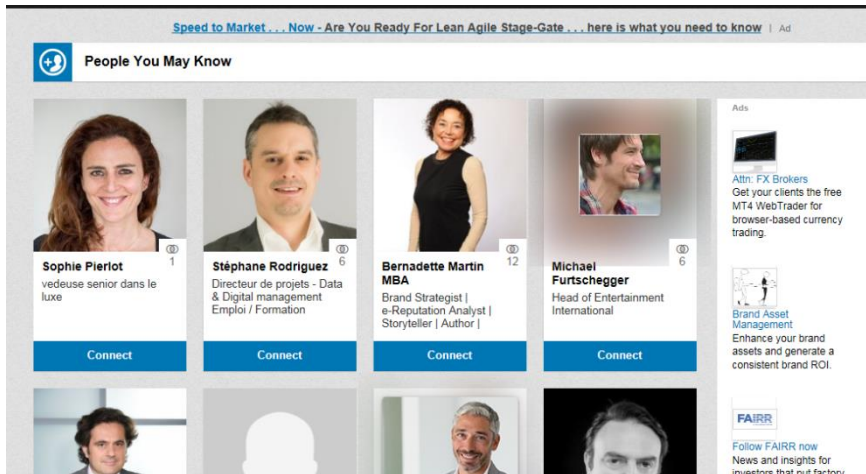 Speed to Market . . . Now - Are You Ready For Lean Agile Stage-Gate . . . here is what you need to know | Ad
People You May Know
Sophie Pierlot
1
vedeuse senior dans le
luxe
Connect
Stéphane Rodriguez
6
Directeur de projets - Data
& Digital management
Emploi / Formation
Connect
Bernadette Martin
MBA
12
Brand Strategist |
e-Reputation Analyst |
Storyteller | Author |
Connect
Michael
Furtschegger
6
Head of Entertainment
International
Connect
Ads
Attn: FX Brokers
Get your clients the free
MT4 WebTrader for
browser-based currency
trading.
Brand Asset
Management
Enhance your brand
assets and generate a
consistent brand ROI.
FAIRR
Follow FAIRR now
News and insights for
investors that put factory